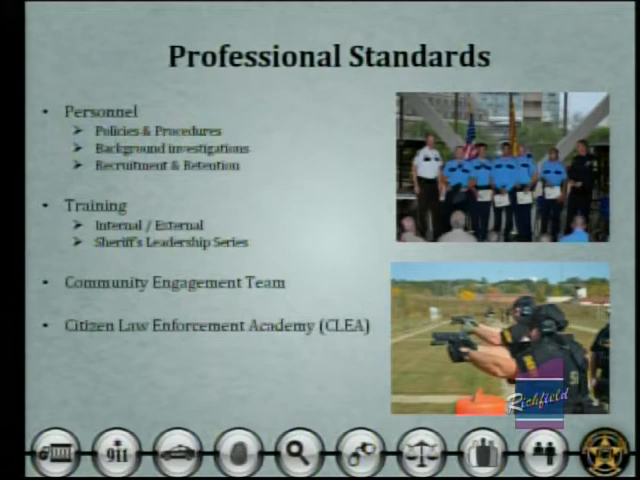 Professional Standards
• Personnel
➢ Policies & Procedures
➢ Background investigations
➢ Recruitment & Retention
• Training
➢ Internal / External
➢ Sheriff's Leadership Series
• Community Engagement Team
• Citizen Law Enforcement Academy (CLEA)
Richfield
911